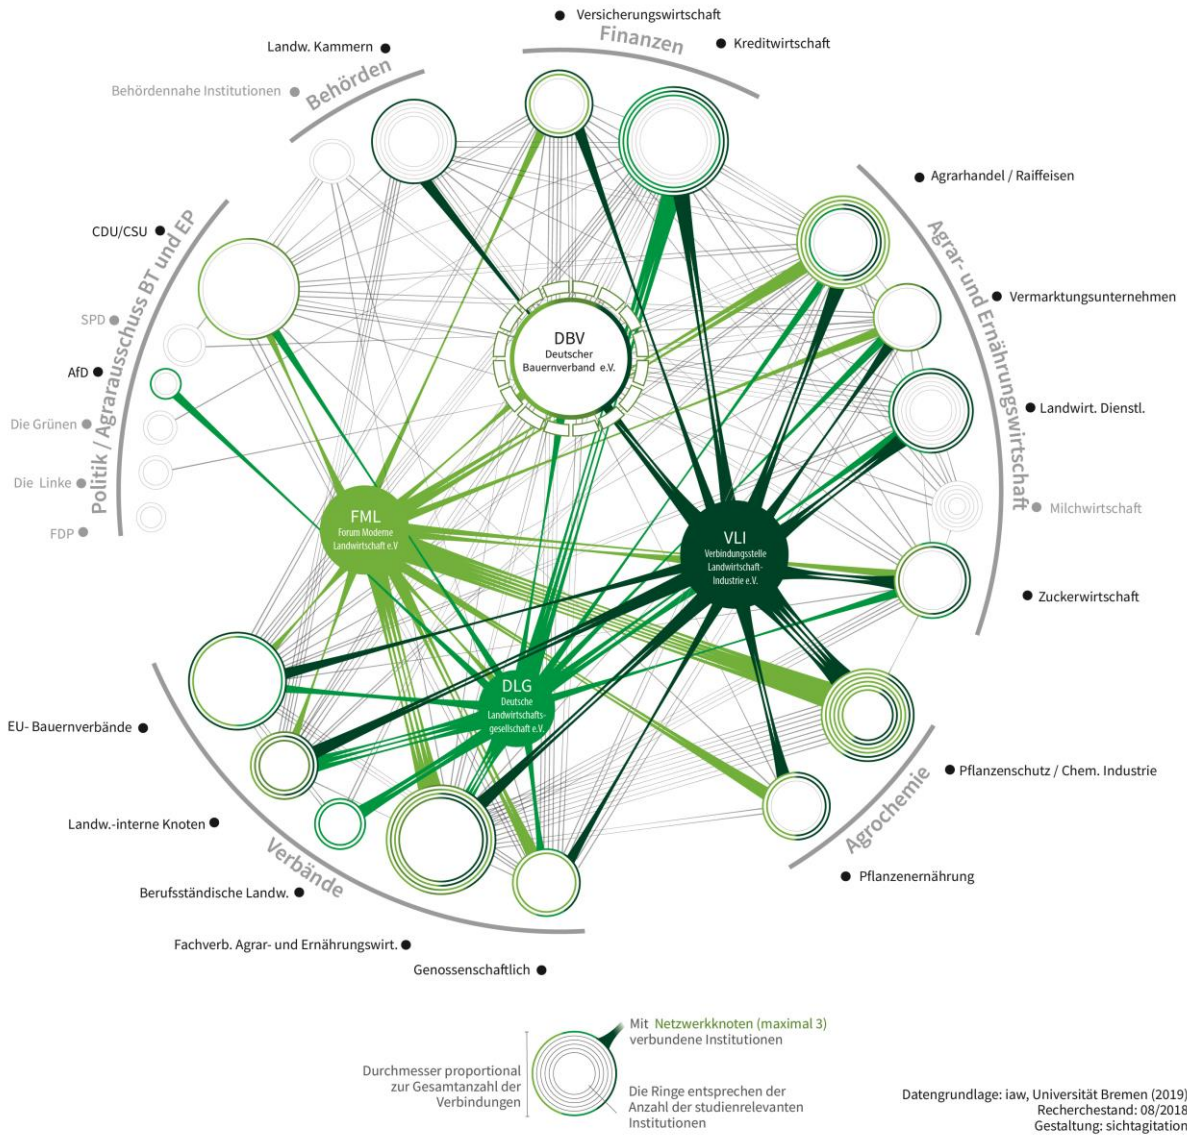 Versicherungswirtschaft
Finanzen
Kreditwirtschaft
Landw. Kammern
Behördennahe Institutionen
Behörden
Agrarhandel / Raiffeisen
Agrar- und Ernährungswirtschaft
Vermarktungsunternehmen
Landwirt. Dienstl.
Milchwirtschaft
Zuckerwirtschaft
CDU/CSU
SPD
AfD
Die Grünen
Die Linke
FDP
Politik / Agrarausschuss BT und EP
DBV
Deutscher
Bauernverband e.V.
FML
Forum Moderne
Landwirtschaft e.V
VLI
Verbindungsstelle
Landwirtschaft-
Industrie e.V.
DLG
Deutsche
Landwirtschafts-
gesellschaft e.V.
EU- Bauernverbände
Landw.-interne Knoten
Verbände
Berufsständische Landw.
Fachverb. Agrar- und Ernährungswirt.
Genossenschaftlich
Pflanzenschutz / Chem. Industrie
Agrochemie
Pflanzenernährung
Mit Netzwerkknoten (maximal 3)
verbundene Institutionen
Durchmesser proportional
zur Gesamtanzahl der
Verbindungen
Die Ringe entsprechen der
Anzahl der studienrelevanten
Institutionen
Datengrundlage: iaw, Universität Bremen (2019)
Recherchestand: 08/2018
Gestaltung: sichtagitation